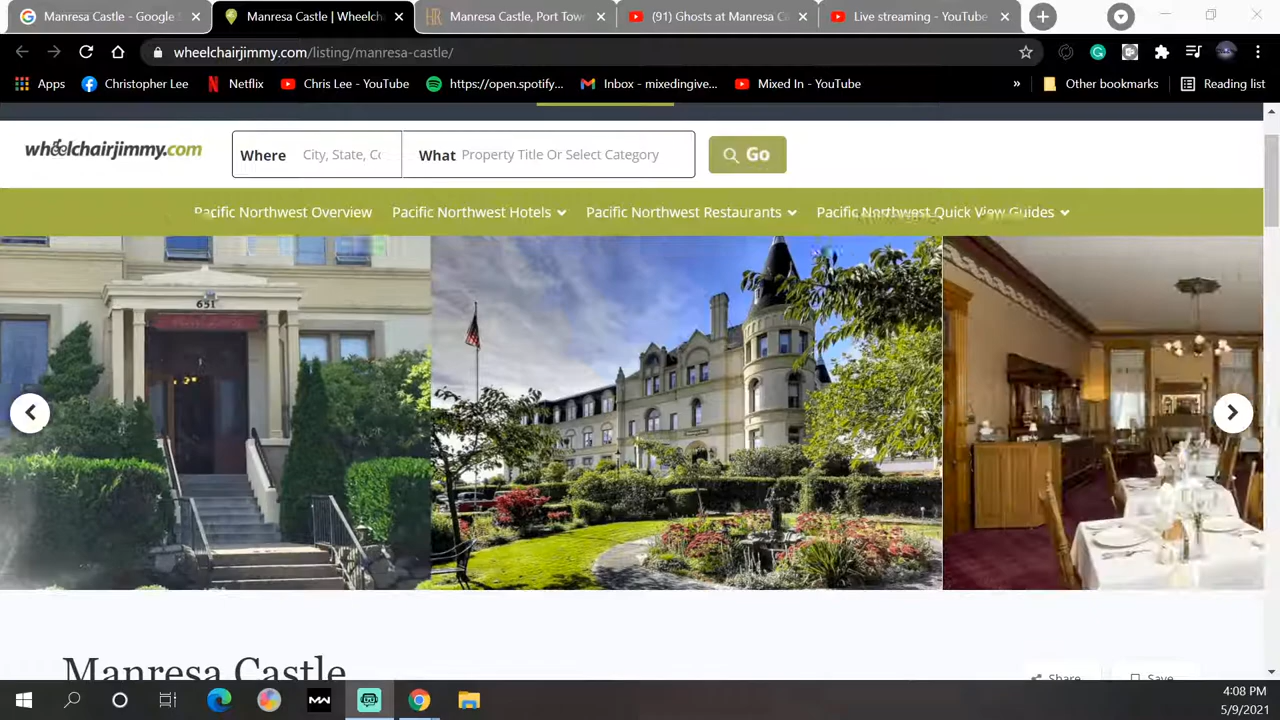 Manresa Castle - Google
Manresa Castle | Wheelch
Manresa Castle, Port Town
(91) Ghosts at Manresa C
Live streaming - YouTube
wheelchairjimmy.com/listing/manresa-castle/
Apps Christopher Lee Netflix Chris Lee - YouTube https://open.spotify... Inbox - mixedingive... Mixed In - YouTube » Other bookmarks Reading list
wheelchairjimmy.com Where City, State, Cc What Property Title Or Select Category Go
Pacific Northwest Overview Pacific Northwest Hotels Pacific Northwest Restaurants Pacific Northwest Quick View Guides
651
Manresa Castle
Share Save
4:08 PM
5/9/2021